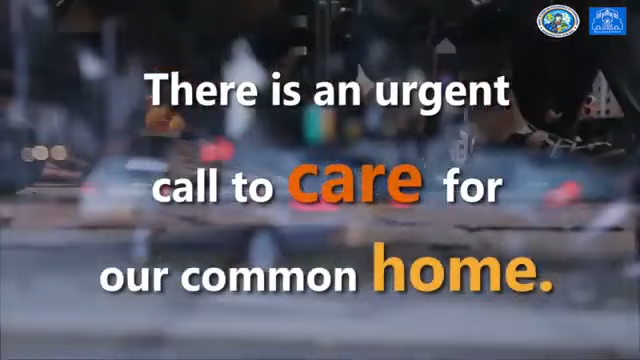 There is an urgent
call to care for
our common home.